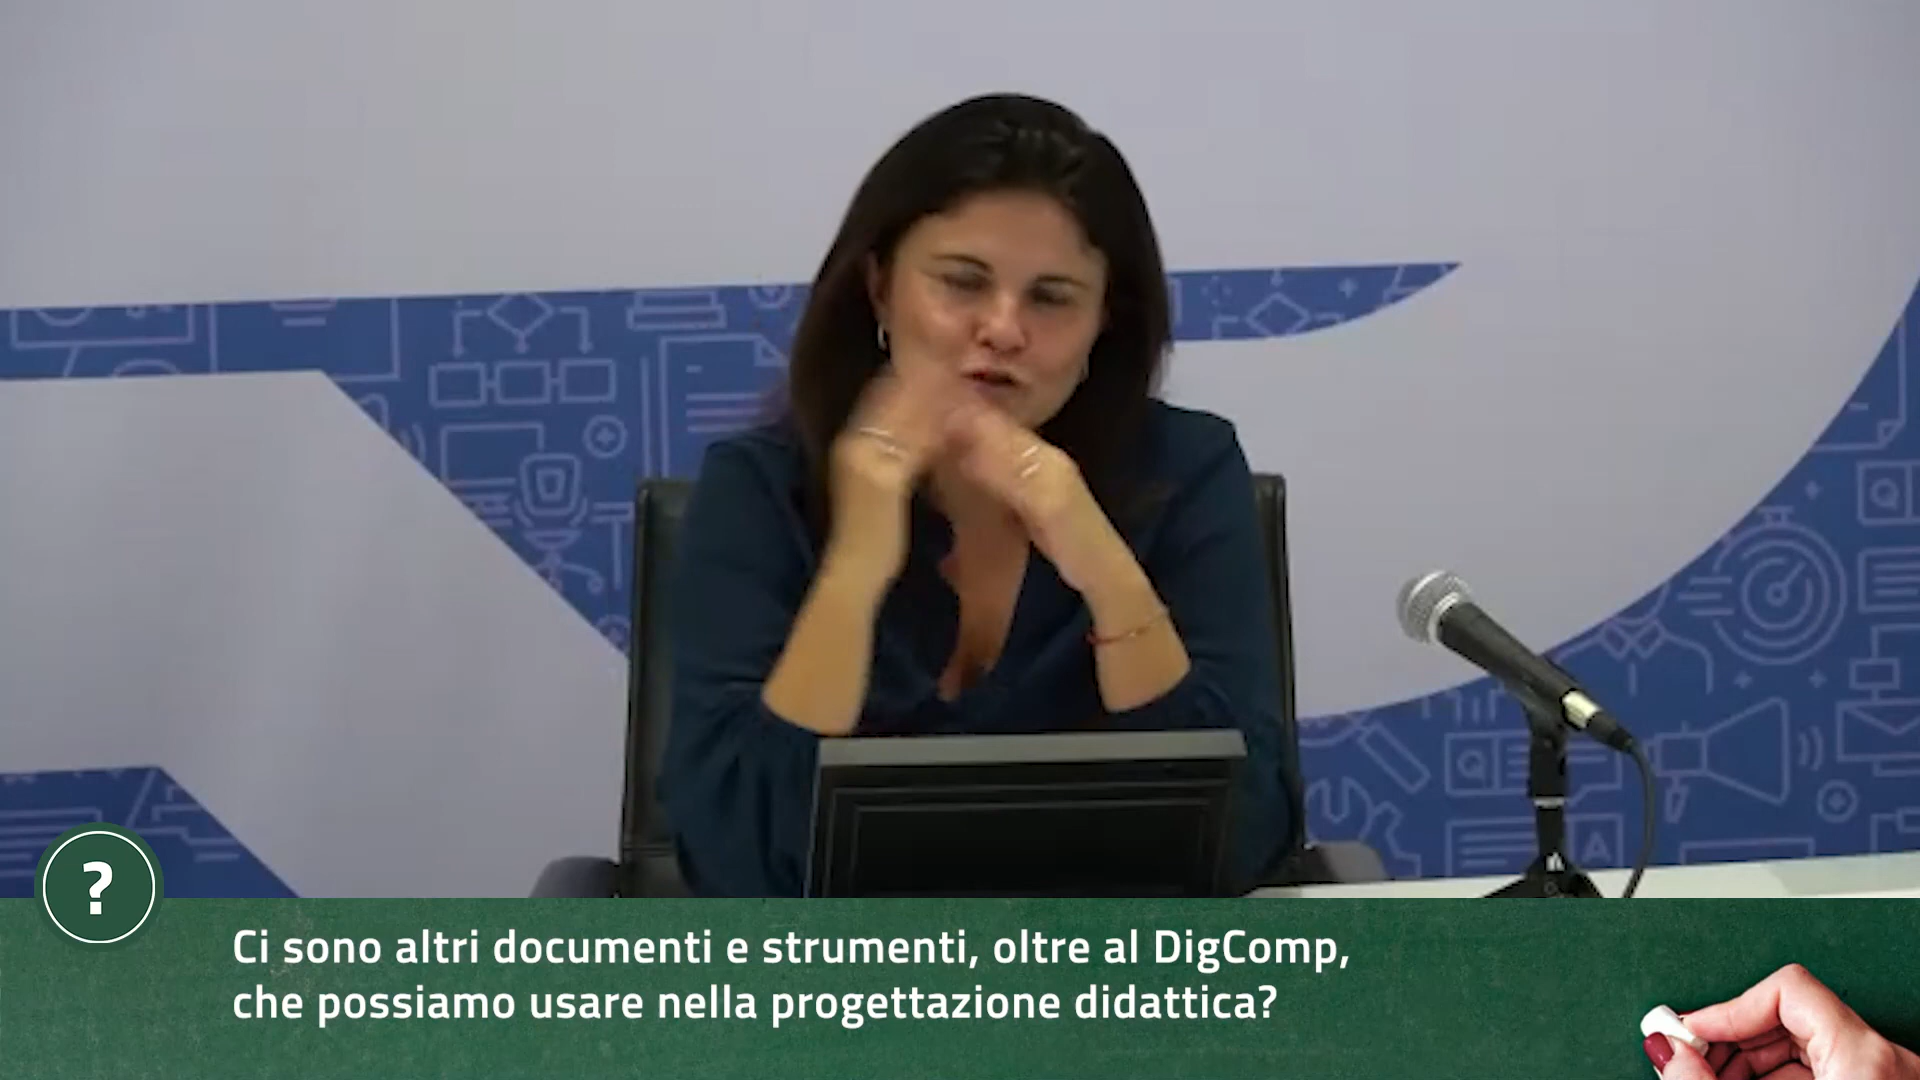 ?
Ci sono altri documenti e strumenti, oltre al DigComp,
che possiamo usare nella progettazione didattica?